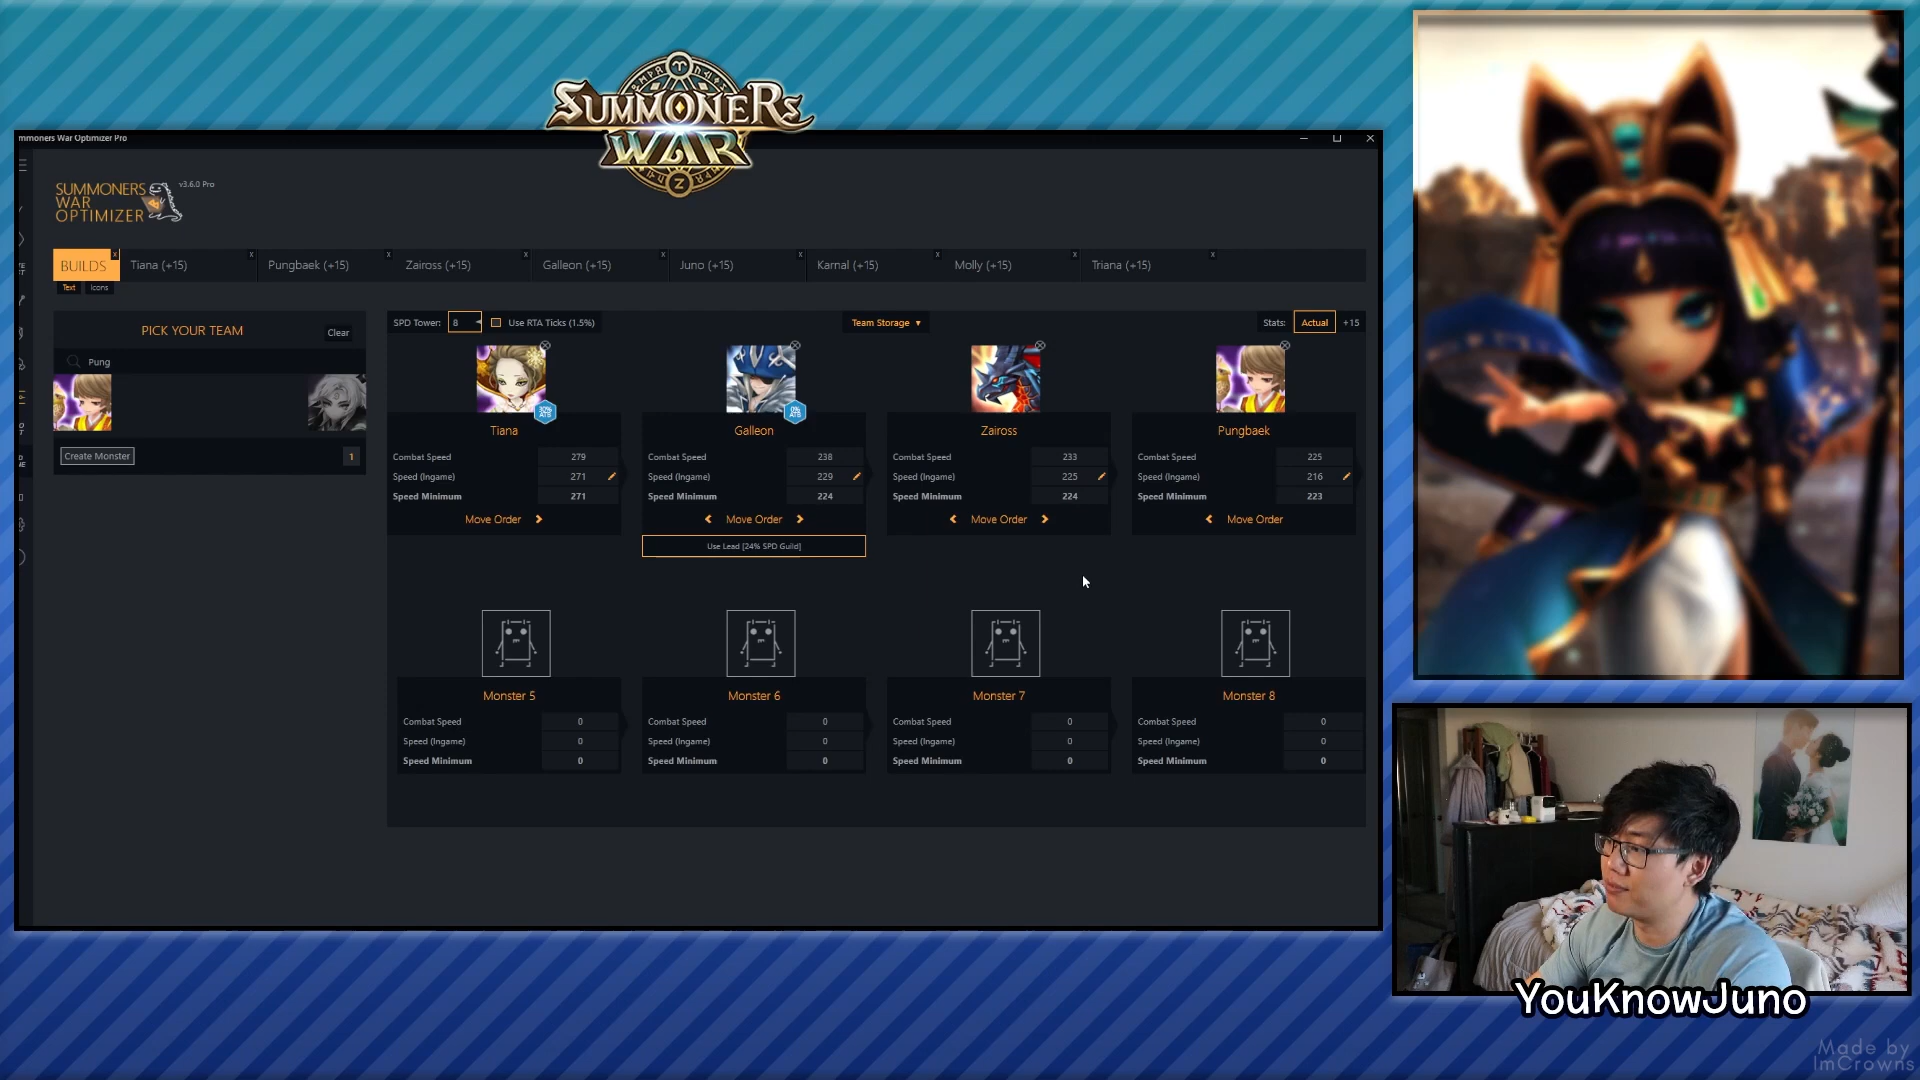 SUMMONERS
WAR
mmoners War Optimizer Pro
SUMMONERS
WAR
OPTIMIZER
v3.6.0 Pro
BUILDS x Tiana (+15) x Pungbaek (+15) x Zaiross (+15) x Galleon (+15) x Juno (+15) x Karnal (+15) x Molly (+15) x Triana (+15) x
Text Icons
PICK YOUR TEAM Clear
Pung
Create Monster 1
SPD Tower: 8 Use RTA Ticks (1.5%) Team Storage Stats: Actual +15
30% ATB 0% ATB
Tiana Galleon Zaiross Pungbaek
Combat Speed 279 Combat Speed 238 Combat Speed 233 Combat Speed 225
Speed (Ingame) 271 Speed (Ingame) 229 Speed (Ingame) 225 Speed (Ingame) 216
Speed Minimum 271 Speed Minimum 224 Speed Minimum 224 Speed Minimum 223
Move Order > < Move Order > < Move Order > < Move Order
Use Lead [24% SPD Guild]
Monster 5 Monster 6 Monster 7 Monster 8
Combat Speed 0 Combat Speed 0 Combat Speed 0 Combat Speed 0
Speed (Ingame) 0 Speed (Ingame) 0 Speed (Ingame) 0 Speed (Ingame) 0
Speed Minimum 0 Speed Minimum 0 Speed Minimum 0 Speed Minimum 0
YouKnowJuno
Made by
ImCrowns